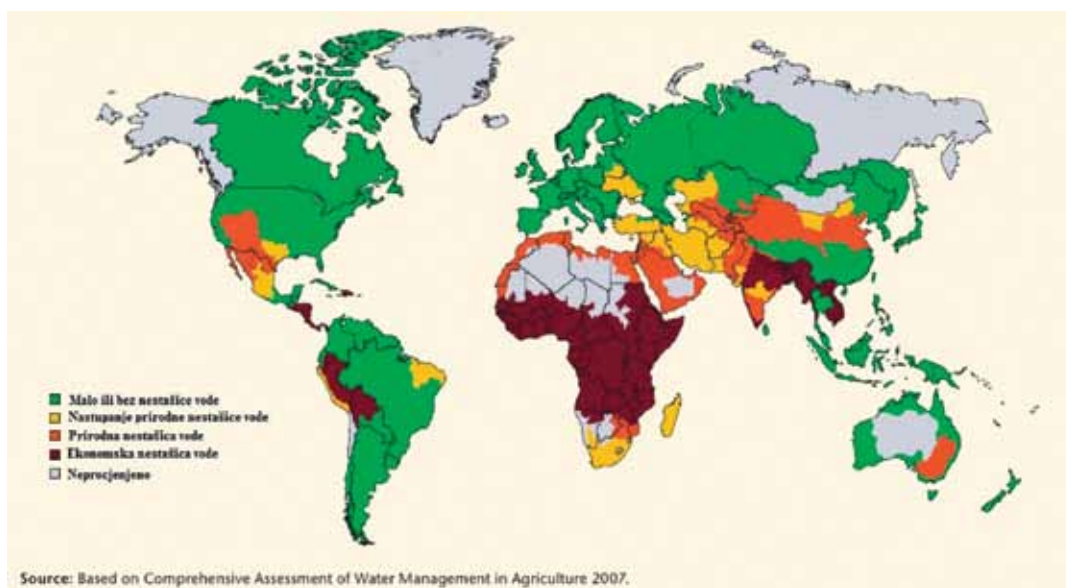 Malo ili bez nestašice vode
Nastupanje prirodne nestašice vode
Prirodna nestašica vode
Ekonomska nestašica vode
Neprocjenjeno
Source: Based on Comprehensive Assessment of Water Management in Agriculture 2007.